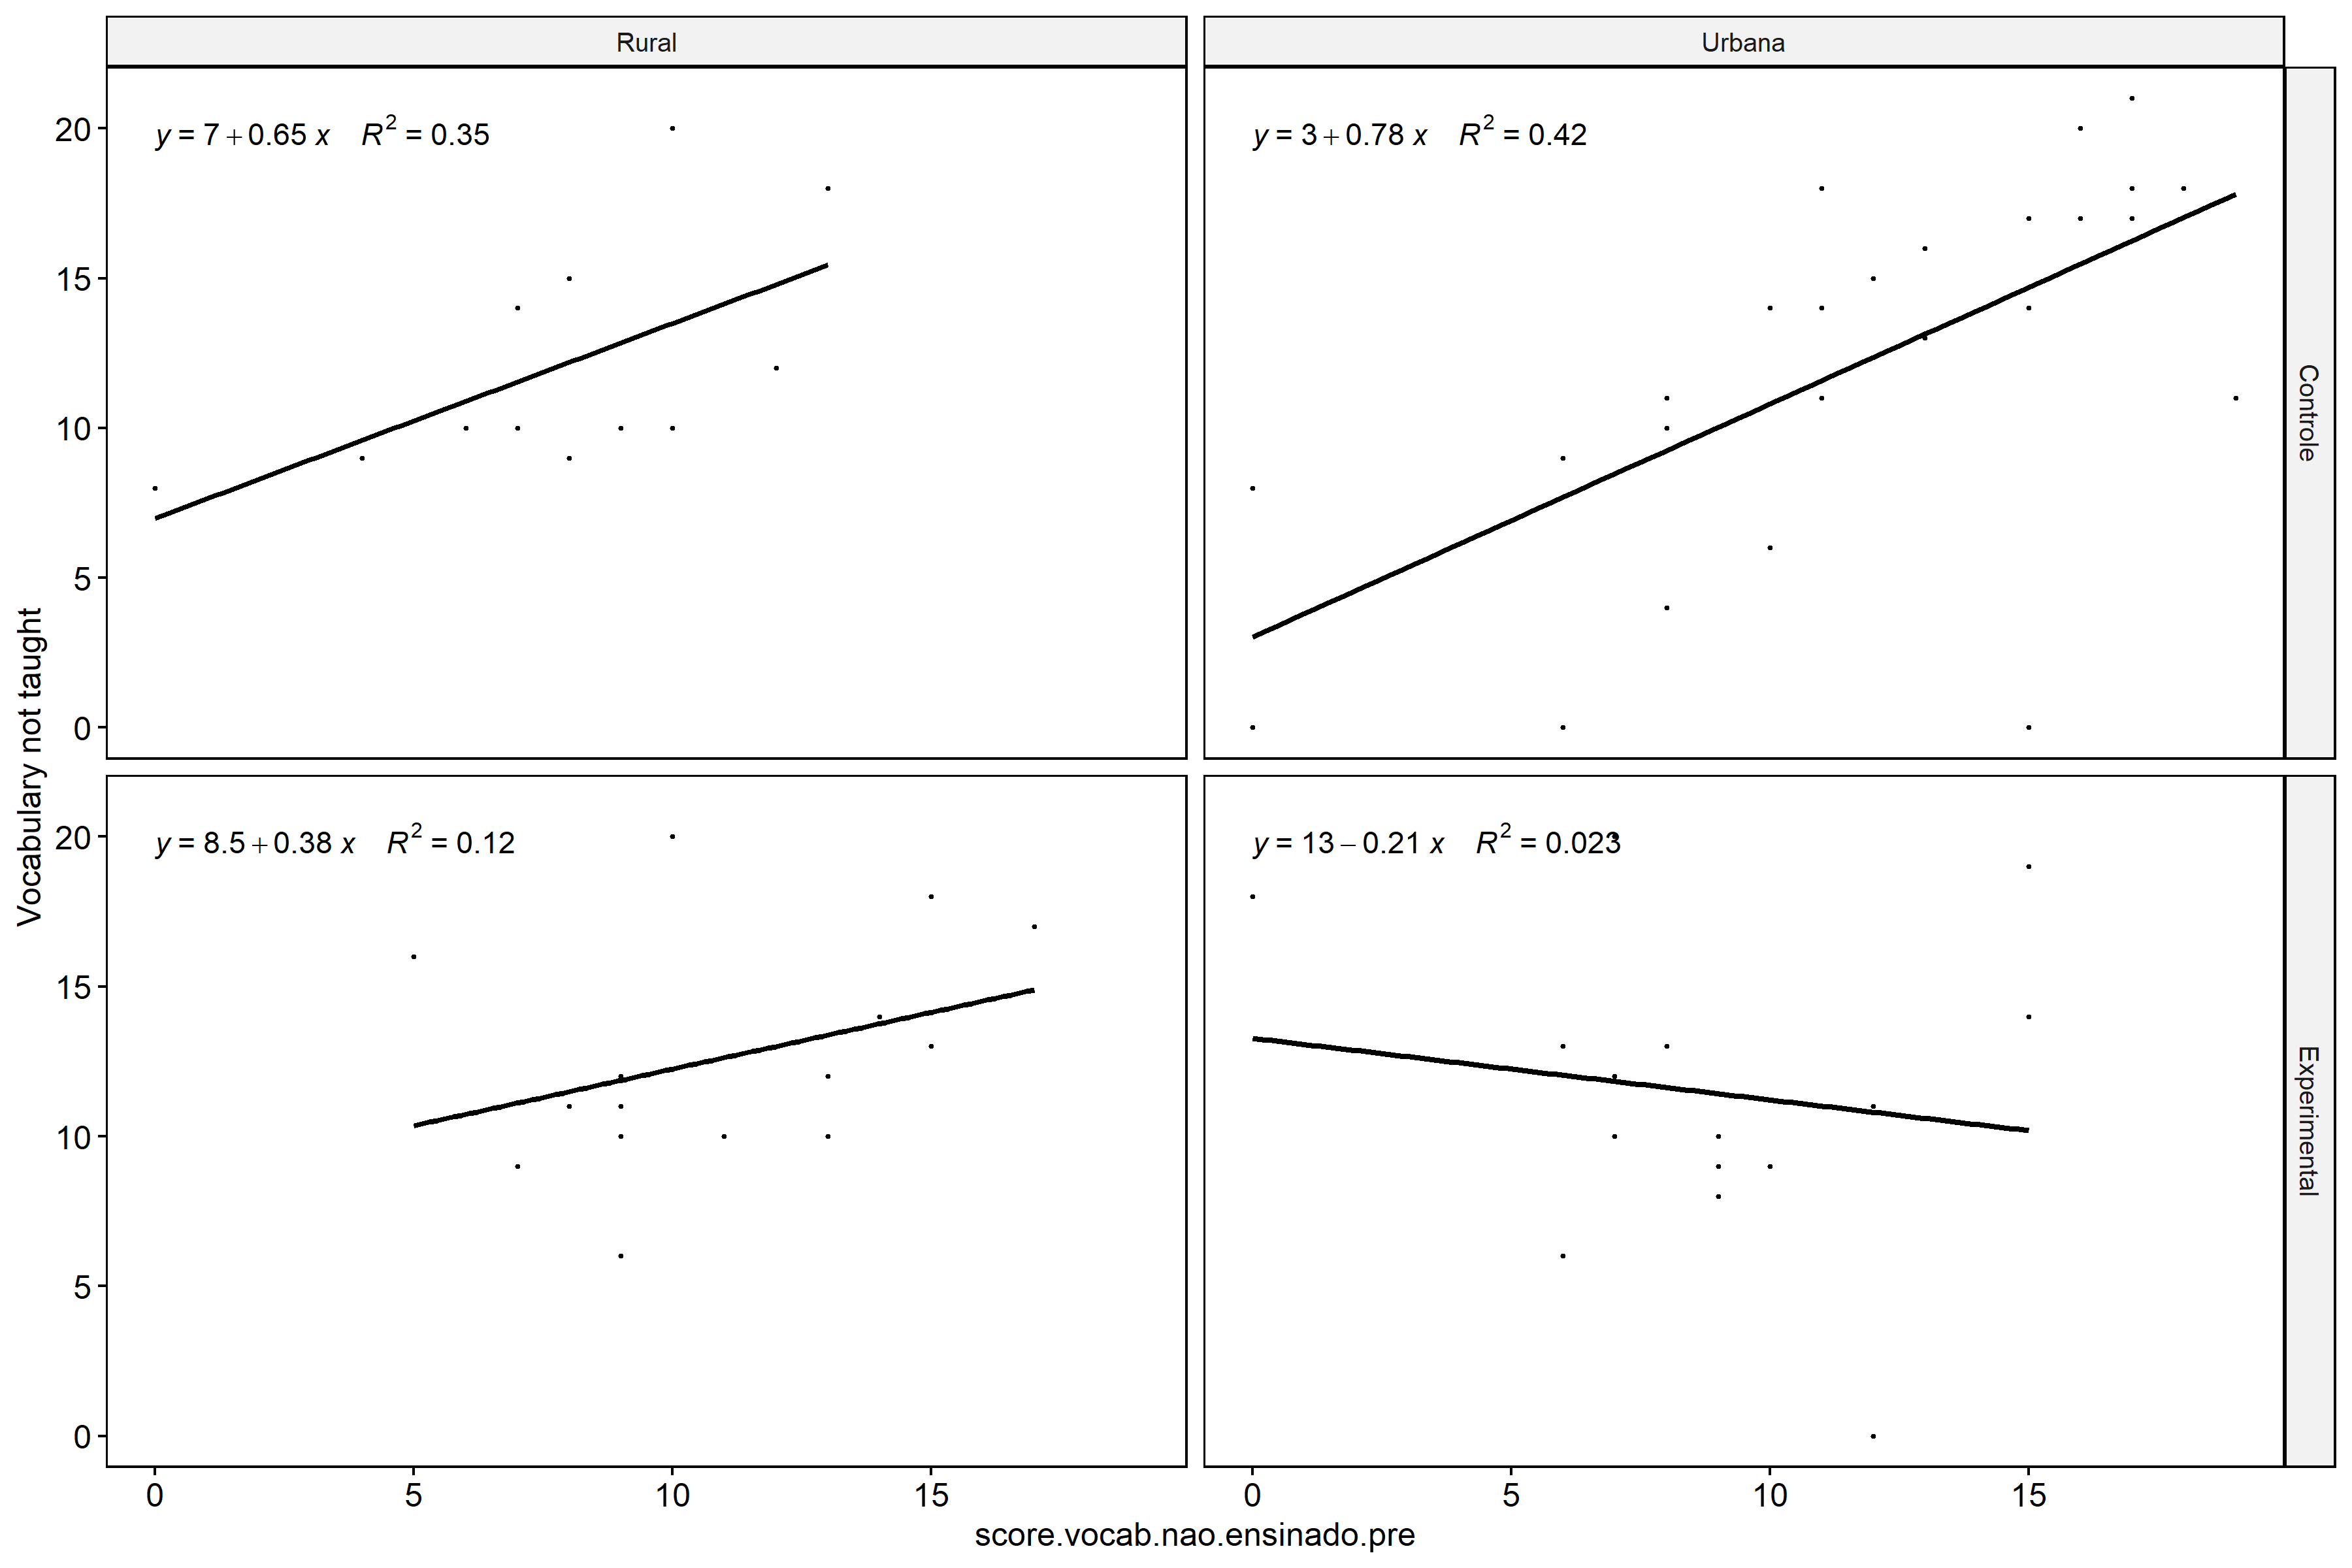 Rural
Urbana
y = 7 + 0.65 x R² = 0.35
y = 3 + 0.78 x R² = 0.42
Controle
20
15
10
5
0
Vocabulary not taught
y = 8.5 + 0.38 x R² = 0.12
y = 13 − 0.21 x R² = 0.023
Experimental
20
15
10
5
0
0 5 10 15
0 5 10 15
score.vocab.nao.ensinado.pre